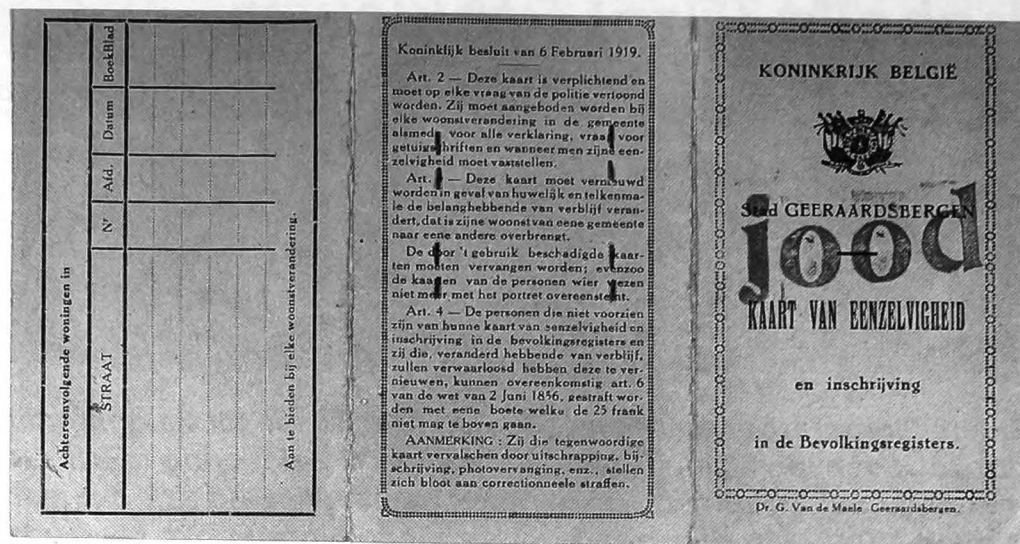 Achtereenvolgende woningen in
STRAAT
Nr
Afd.
Datum
Boek Blad
Aan te bieden bij elke woonstverandering.
Koninklijk besluit van 6 Februari 1919.
Art. 2 — Deze kaart is verplichtend en
moet op elke vraag van de politie vertoond
worden. Zij moet aangeboden worden bij
elke woonstverandering in de gemeente
alsmede voor alle verklaring, vraag voor
getuigschriften en wanneer men zijne een-
zelvigheid moet vaststellen.
Art. — Deze kaart moet vernieuwd
worden in geval van huwelijk en telkenma-
le de belanghebbende van verblijf veran-
dert, dat is zijne woonst van eene gemeente
naar eene andere overbrengt.
De door 't gebruik beschadigde kaar-
ten moeten vervangen worden; evenzoo
de kaarten van de personen wier wezen
niet meer met het portret overeenstemt.
Art. 4 — De personen die niet voorzien
zijn van hunne kaart van eenzelvigheid en
inschrijving in de bevolkingsregisters en
zij die, veranderd hebbende van verblijf,
zullen verwaarloosd hebben deze te ver-
nieuwen, kunnen overeenkomstig art. 6
van de wet van 2 Juni 1856, gestraft wor-
den met eene boete welke de 25 frank
niet mag te boven gaan.
AANMERKING : Zij die tegenwoordige
kaart vervalschen door uitschrapping, bij-
schrijving, photovervanging, enz., stellen
zich bloot aan correctionneele straffen.
KONINKRIJK BELGIË
Stad GEERAARDSBERGEN
jood
KAART VAN EENZELVIGHEID
en inschrijving
in de Bevolkingsregisters.
Dr. G. Van de Maele Geeraardsbergen.